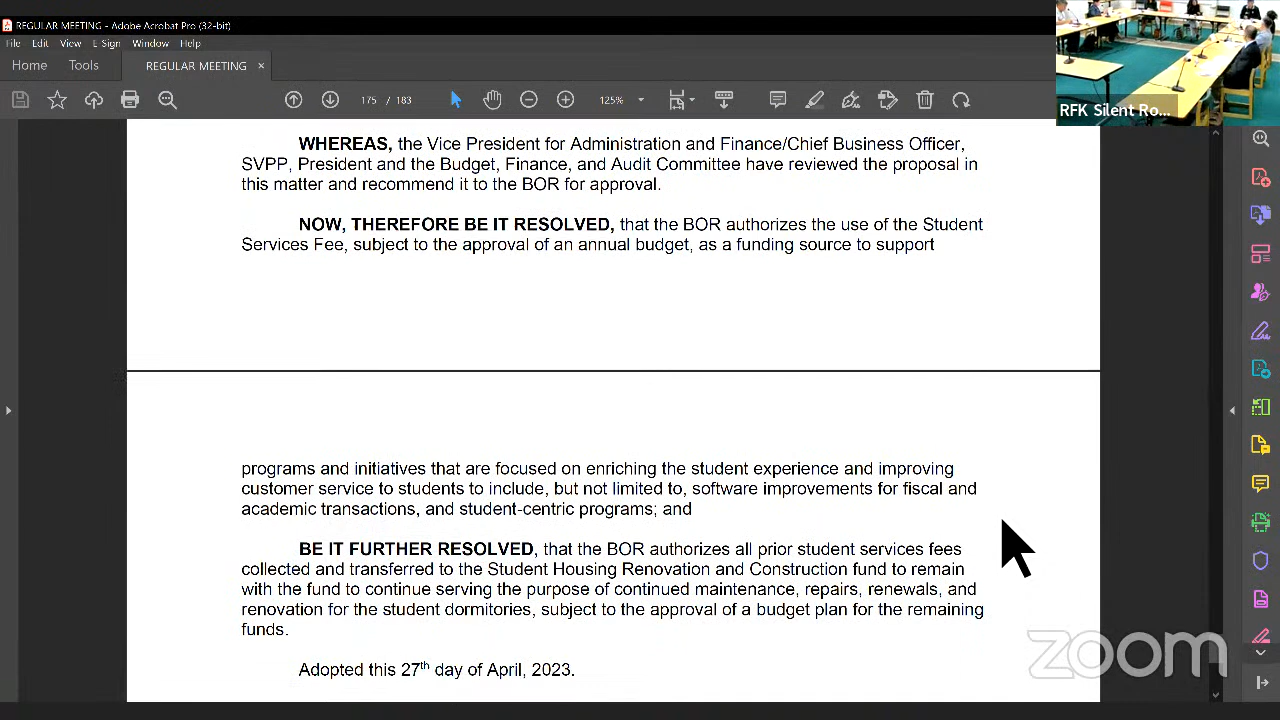 REGULAR MEETING - Adobe Acrobat Pro (32-bit)
File Edit View E-Sign Window Help
Home Tools REGULAR MEETING ×
175 / 183 125%
RFK Silent Ro...
WHEREAS, the Vice President for Administration and Finance/Chief Business Officer,
SVPP, President and the Budget, Finance, and Audit Committee have reviewed the proposal in
this matter and recommend it to the BOR for approval.
NOW, THEREFORE BE IT RESOLVED, that the BOR authorizes the use of the Student
Services Fee, subject to the approval of an annual budget, as a funding source to support
programs and initiatives that are focused on enriching the student experience and improving
customer service to students to include, but not limited to, software improvements for fiscal and
academic transactions, and student-centric programs; and
BE IT FURTHER RESOLVED, that the BOR authorizes all prior student services fees
collected and transferred to the Student Housing Renovation and Construction fund to remain
with the fund to continue serving the purpose of continued maintenance, repairs, renewals, and
renovation for the student dormitories, subject to the approval of a budget plan for the remaining
funds.
Adopted this 27th day of April, 2023.
zoom